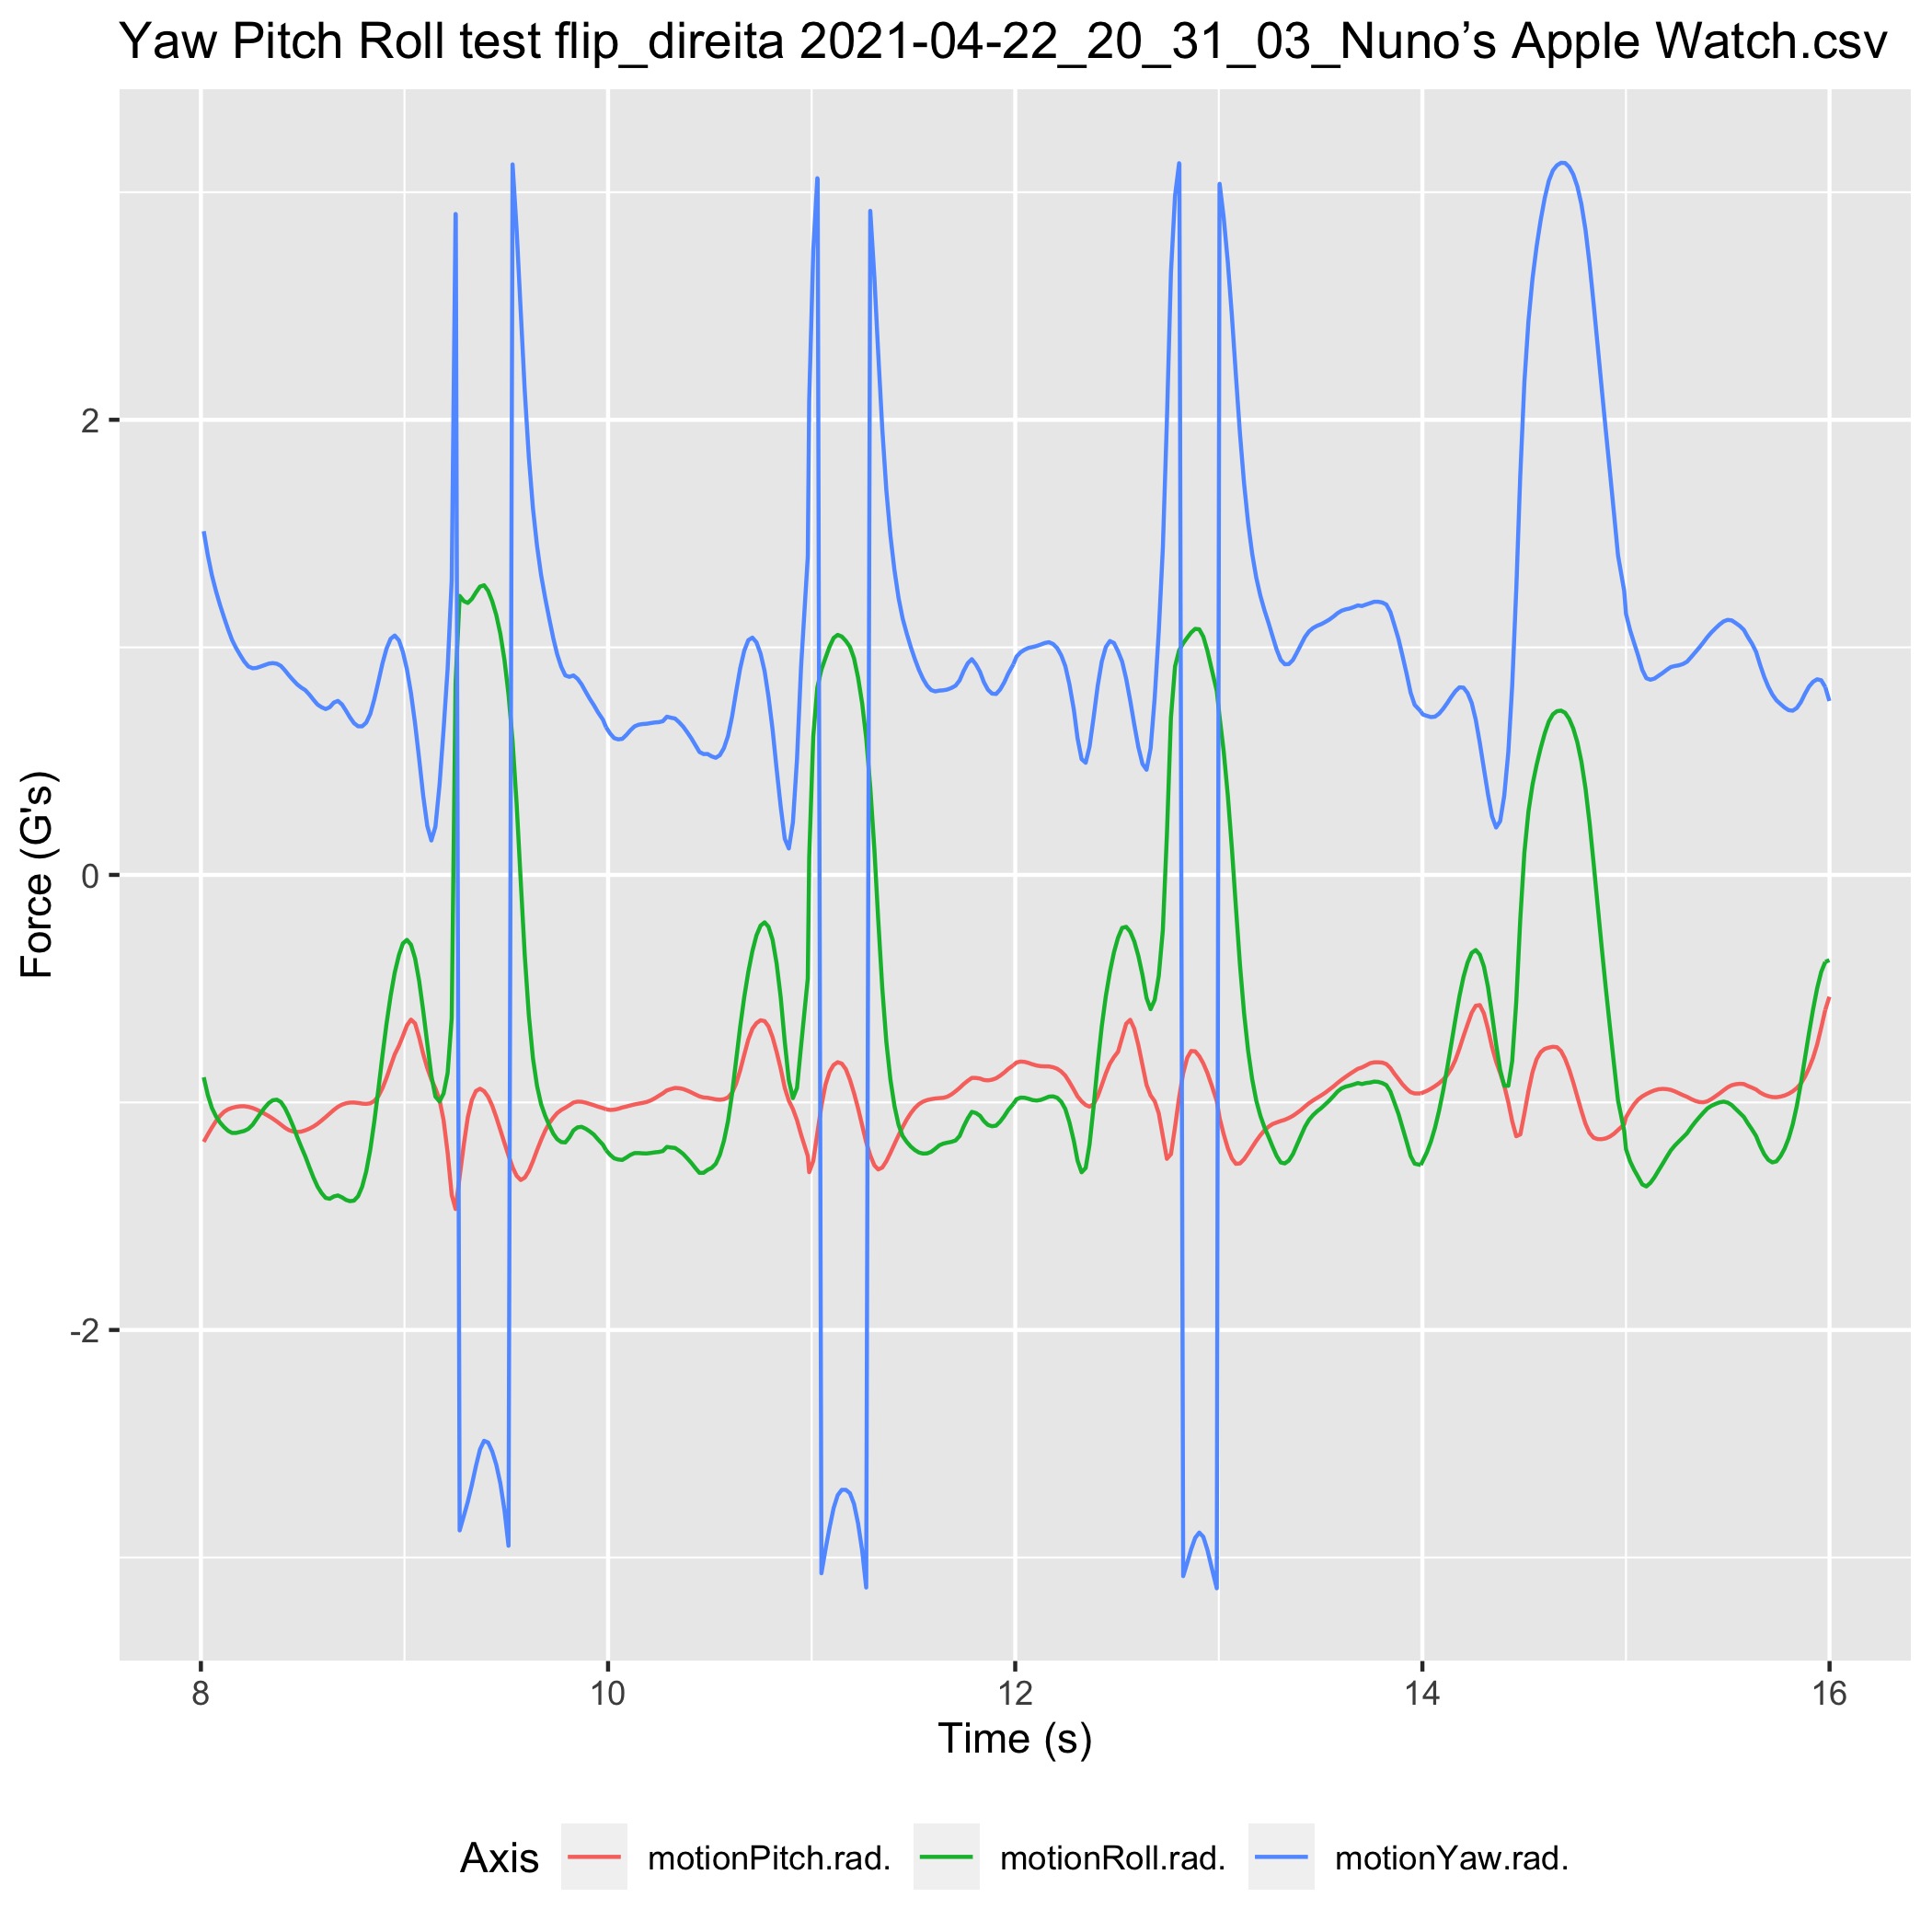 Yaw Pitch Roll test flip_direita 2021-04-22_20_31_03_Nuno’s Apple Watch.csv
Force (G's)
2
0
-2
8 10 12 14 16
Time (s)
Axis motionPitch.rad. motionRoll.rad. motionYaw.rad.